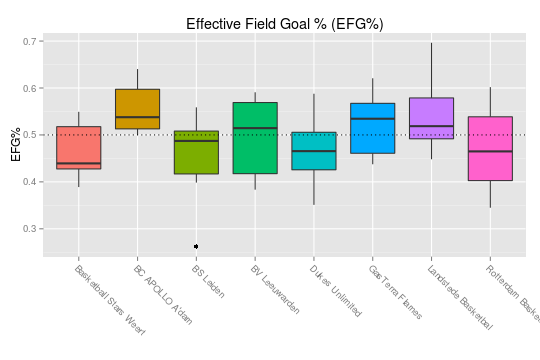 Effective Field Goal % (EFG%)
0.7
0.6
0.5
0.4
0.3
EFG%
Basketball Stars Weert
BC APOLLO A'dam
BS Leiden
BV Leeuwarden
Dukes Unlimited
GasTerra Flames
Landstede Basketbal
Rotterdam Basket